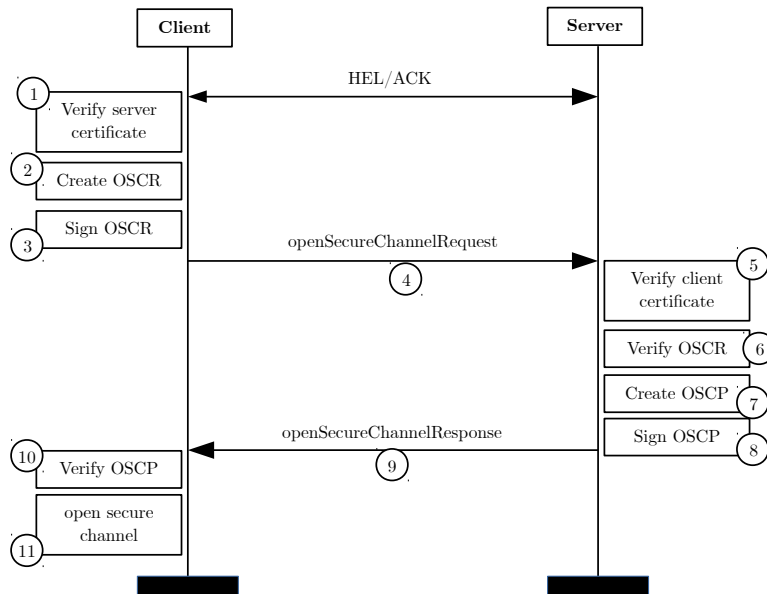 Client
Server
HEL/ACK
1
Verify server
certificate
2
Create OSCR
Sign OSCR
3
openSecureChannelRequest
4
5
Verify client
certificate
Verify OSCR
6
Create OSCP
7
Sign OSCP
8
openSecureChannelResponse
9
10
Verify OSCP
open secure
channel
11